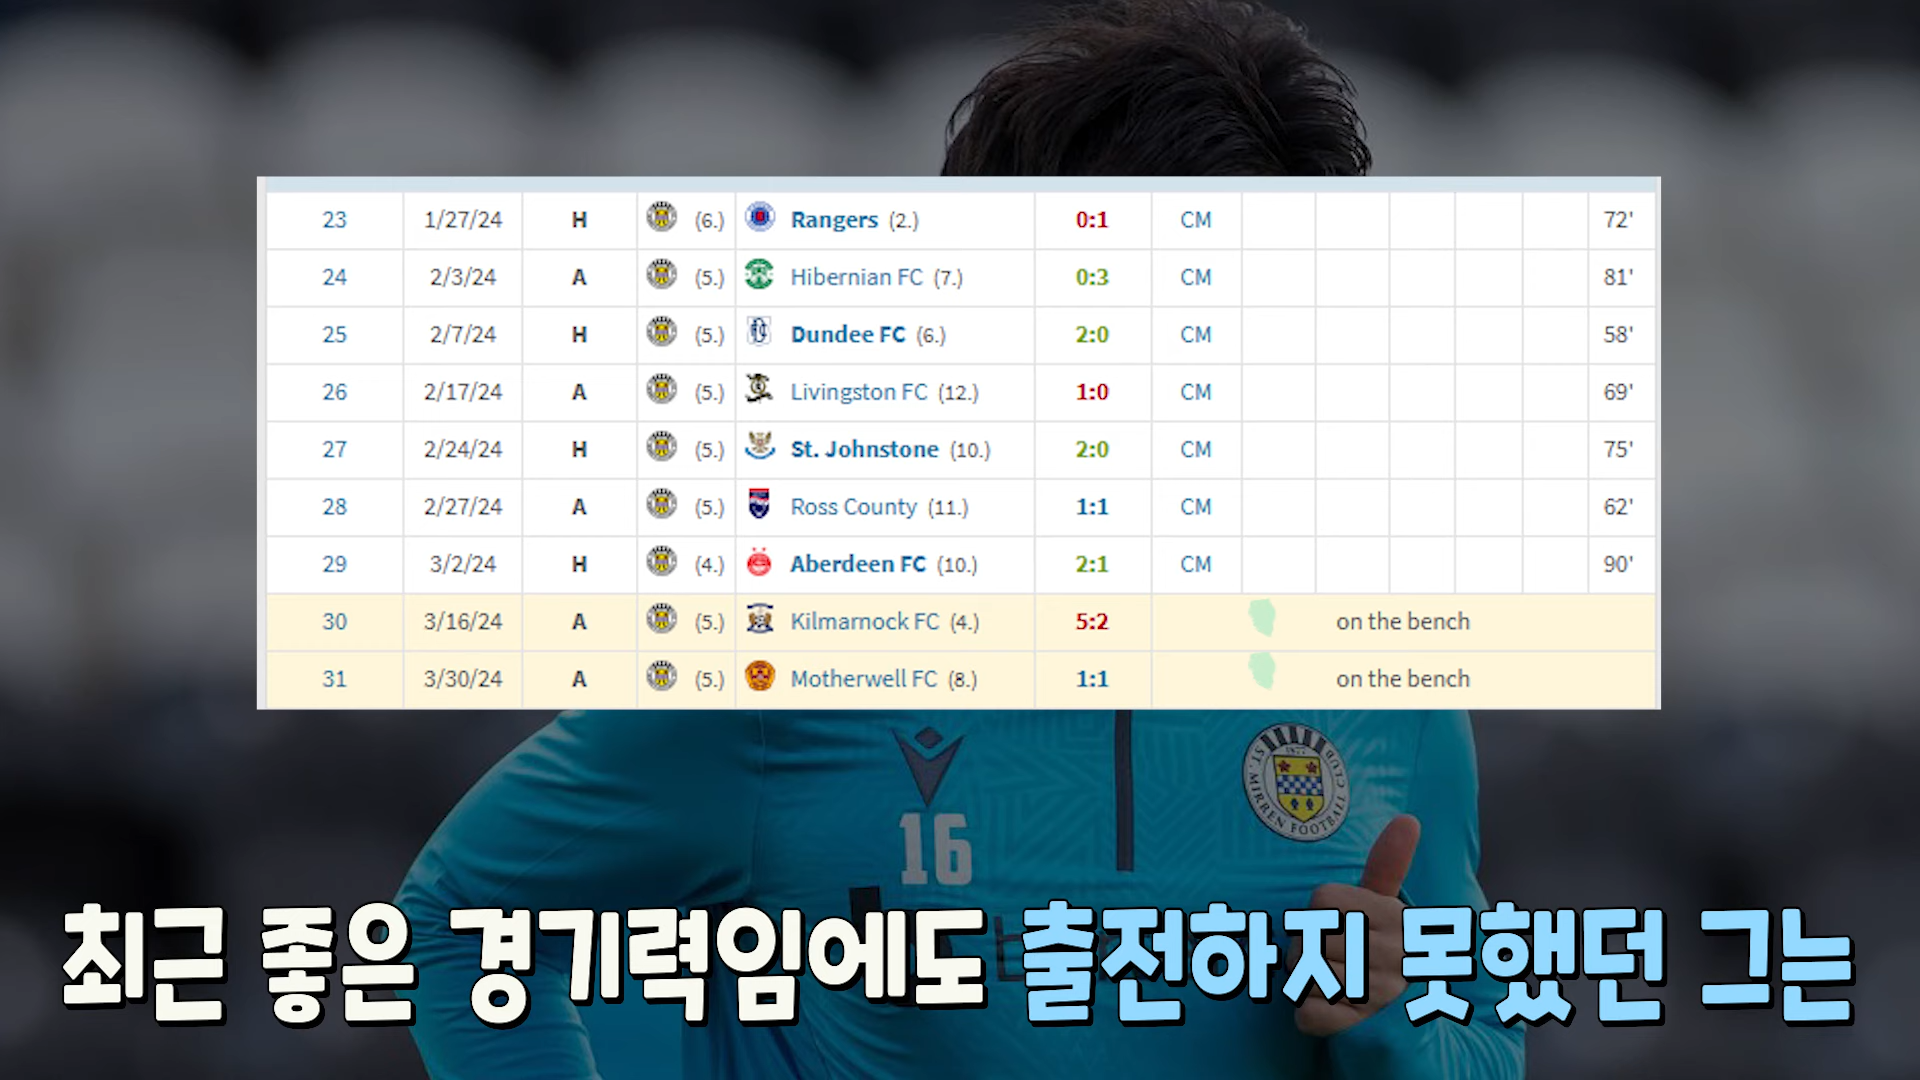 23 1/27/24 H (6.) Rangers (2.) 0:1 CM 72'
24 2/3/24 A (5.) Hibernian FC (7.) 0:3 CM 81'
25 2/7/24 H (5.) Dundee FC (6.) 2:0 CM 58'
26 2/17/24 A (5.) Livingston FC (12.) 1:0 CM 69'
27 2/24/24 H (5.) St. Johnstone (10.) 2:0 CM 75'
28 2/27/24 A (5.) Ross County (11.) 1:1 CM 62'
29 3/2/24 H (4.) Aberdeen FC (10.) 2:1 CM 90'
30 3/16/24 A (5.) Kilmarnock FC (4.) 5:2 on the bench
31 3/30/24 A (5.) Motherwell FC (8.) 1:1 on the bench
1877
ST. MIRREN FOOTBALL CLUB
16
최근 좋은 경기력임에도 출전하지 못했던 그는